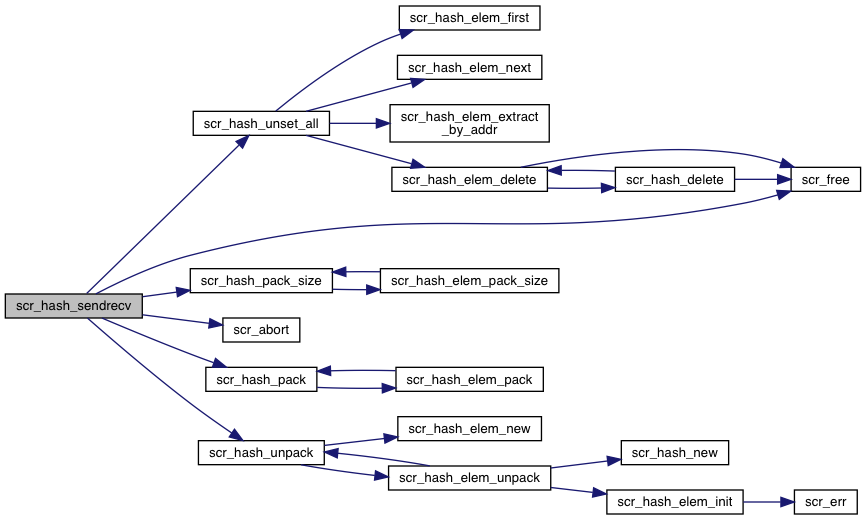 scr_hash_elem_first
scr_hash_elem_next
scr_hash_unset_all
scr_hash_elem_extract
_by_addr
scr_hash_elem_delete
scr_hash_delete
scr_free
scr_hash_pack_size
scr_hash_elem_pack_size
scr_hash_sendrecv
scr_abort
scr_hash_pack
scr_hash_elem_pack
scr_hash_elem_new
scr_hash_unpack
scr_hash_new
scr_hash_elem_unpack
scr_hash_elem_init
scr_err